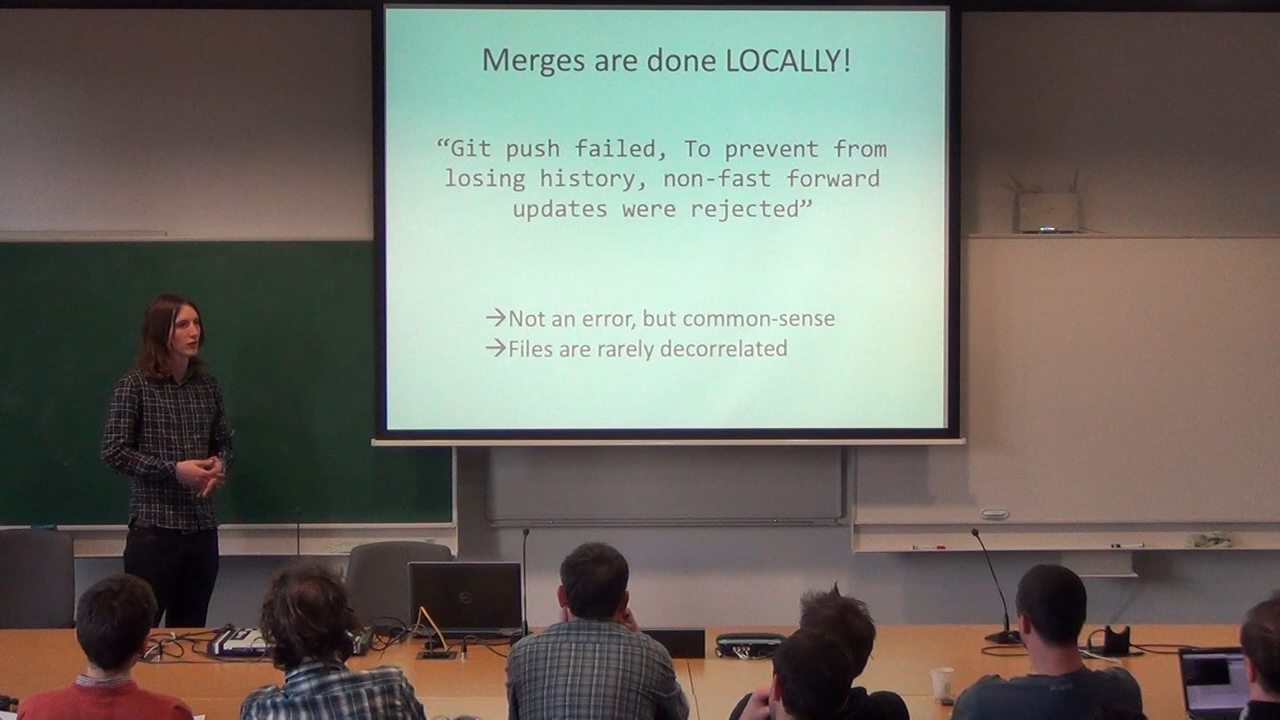 Merges are done LOCALLY!
“Git push failed, To prevent from
losing history, non-fast forward
updates were rejected”
→Not an error, but common-sense
→Files are rarely decorrelated